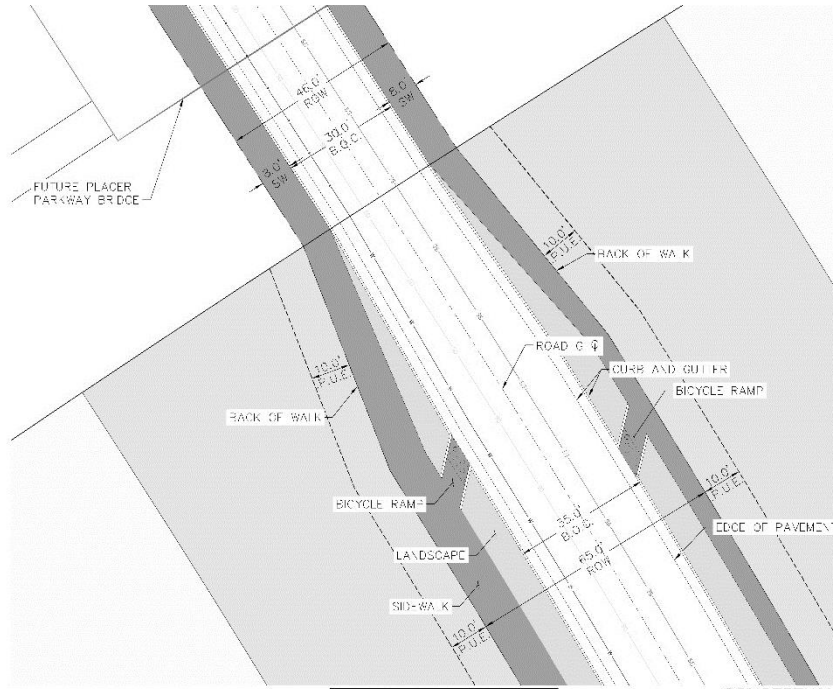 46.0'
ROW
8.0'
SW
30.0'
B.O.C.
8.0'
SW
FUTURE PLACER
PARKWAY BRIDGE
10.0'
P.U.E.
BACK OF WALK
ROAD G ℄
10.0'
P.U.E.
CURB AND GUTTER
BICYCLE RAMP
BACK OF WALK
10.0'
P.U.E.
BICYCLE RAMP
35.0'
B.O.C.
EDGE OF PAVEMENT
LANDSCAPE
65.0'
ROW
SIDEWALK
10.0'
P.U.E.